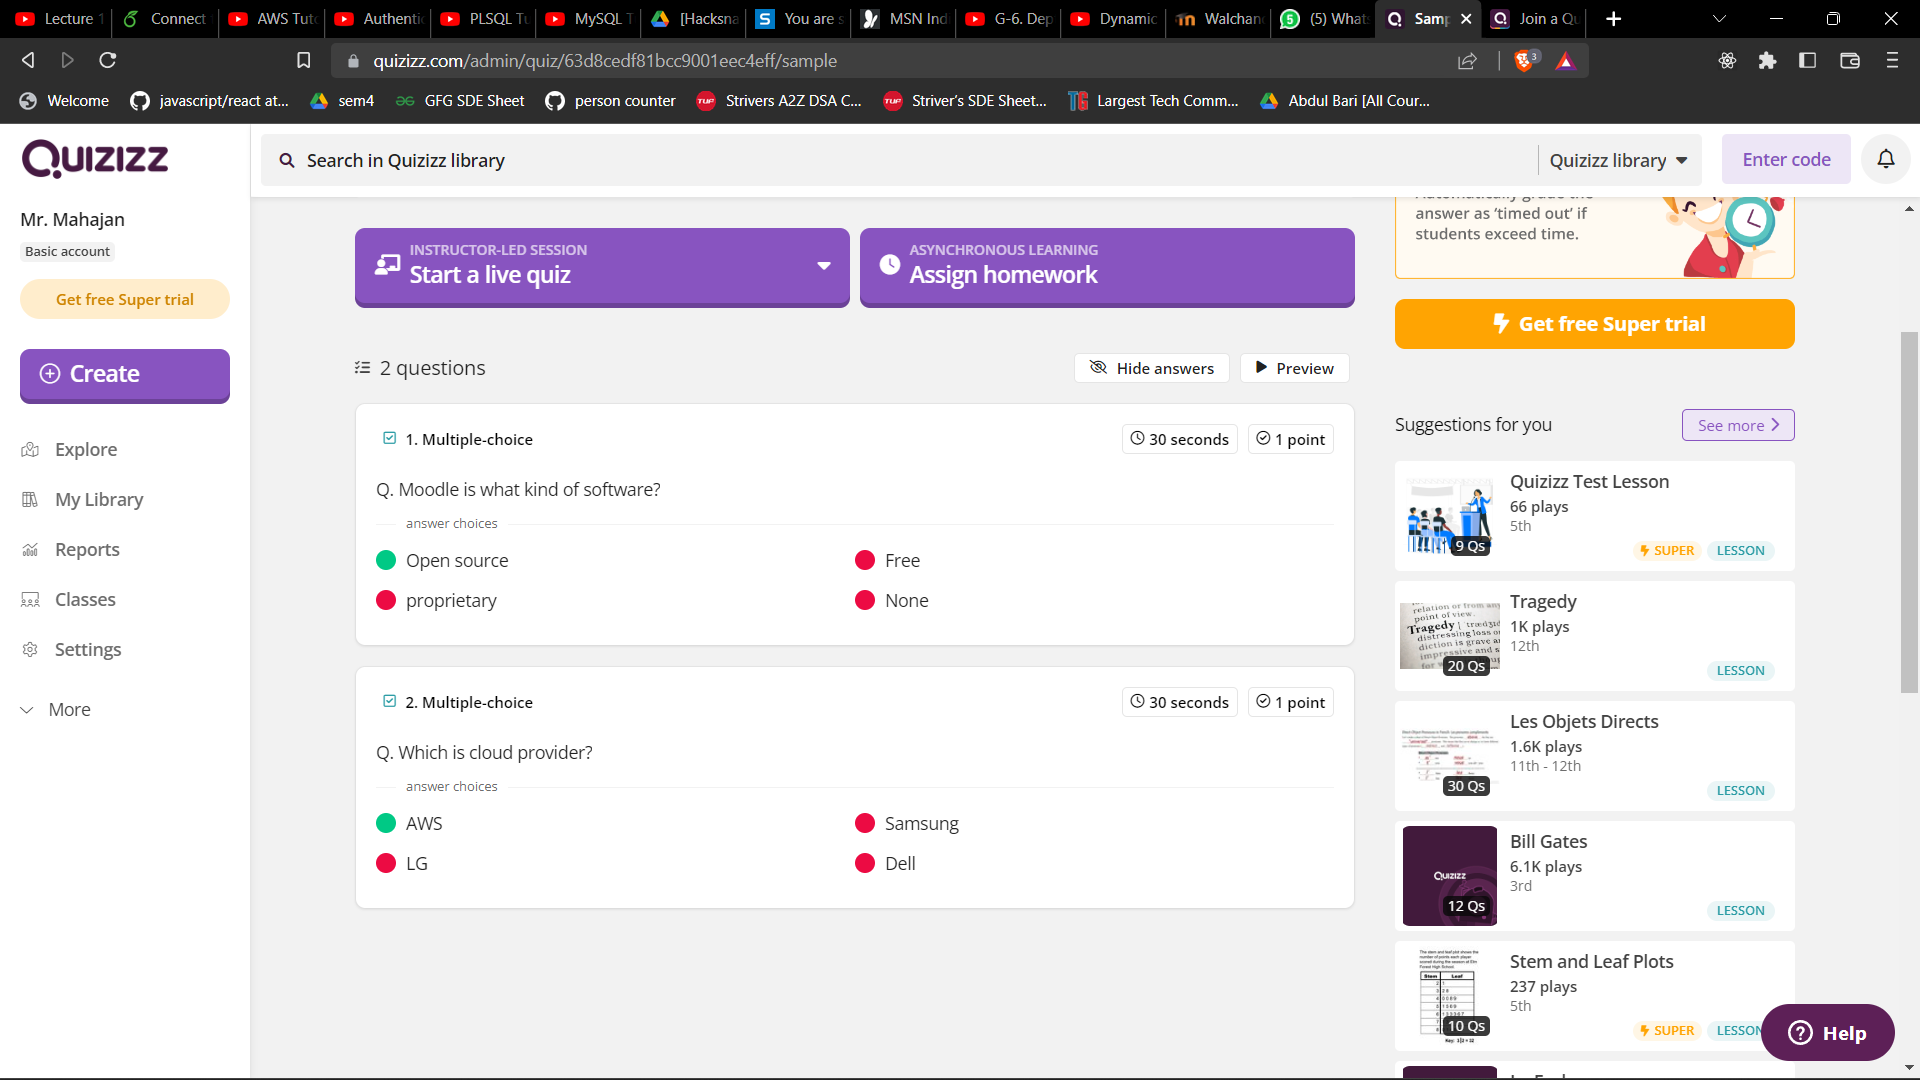 Lecture 1
Connect
AWS Tut
Authenti
PLSQL Tu
MySQL T
[Hacksna
You are s
MSN Ind
G-6. Dep
Dynamic
Walchan
(5) What
Samp
Join a Qu
quizizz.com/admin/quiz/63d8cedf81bcc9001eec4eff/sample
3
Welcome
javascript/react at...
sem4
GFG SDE Sheet
person counter
Strivers A2Z DSA C...
Striver's SDE Sheet...
Largest Tech Comm...
Abdul Bari [All Cour...
QUIZIZZ
Search in Quizizz library
Quizizz library
Enter code
Mr. Mahajan
Basic account
Get free Super trial
Create
Explore
My Library
Reports
Classes
Settings
More
INSTRUCTOR-LED SESSION
Start a live quiz
ASYNCHRONOUS LEARNING
Assign homework
2 questions
Hide answers
Preview
1. Multiple-choice
30 seconds
1 point
Q. Moodle is what kind of software?
answer choices
Open source
Free
proprietary
None
2. Multiple-choice
30 seconds
1 point
Q. Which is cloud provider?
answer choices
AWS
Samsung
LG
Dell
Automatically grade the
answer as 'timed out' if
students exceed time.
Get free Super trial
Suggestions for you
See more
Quizizz Test Lesson
66 plays
5th
9 Qs
SUPER
LESSON
Tragedy
1K plays
12th
20 Qs
LESSON
Les Objets Directs
1.6K plays
11th - 12th
30 Qs
LESSON
Bill Gates
6.1K plays
3rd
QUIZIZZ
12 Qs
LESSON
Stem and Leaf Plots
237 plays
5th
Stem
Leaf
10 Qs
SUPER
LESSON
Help